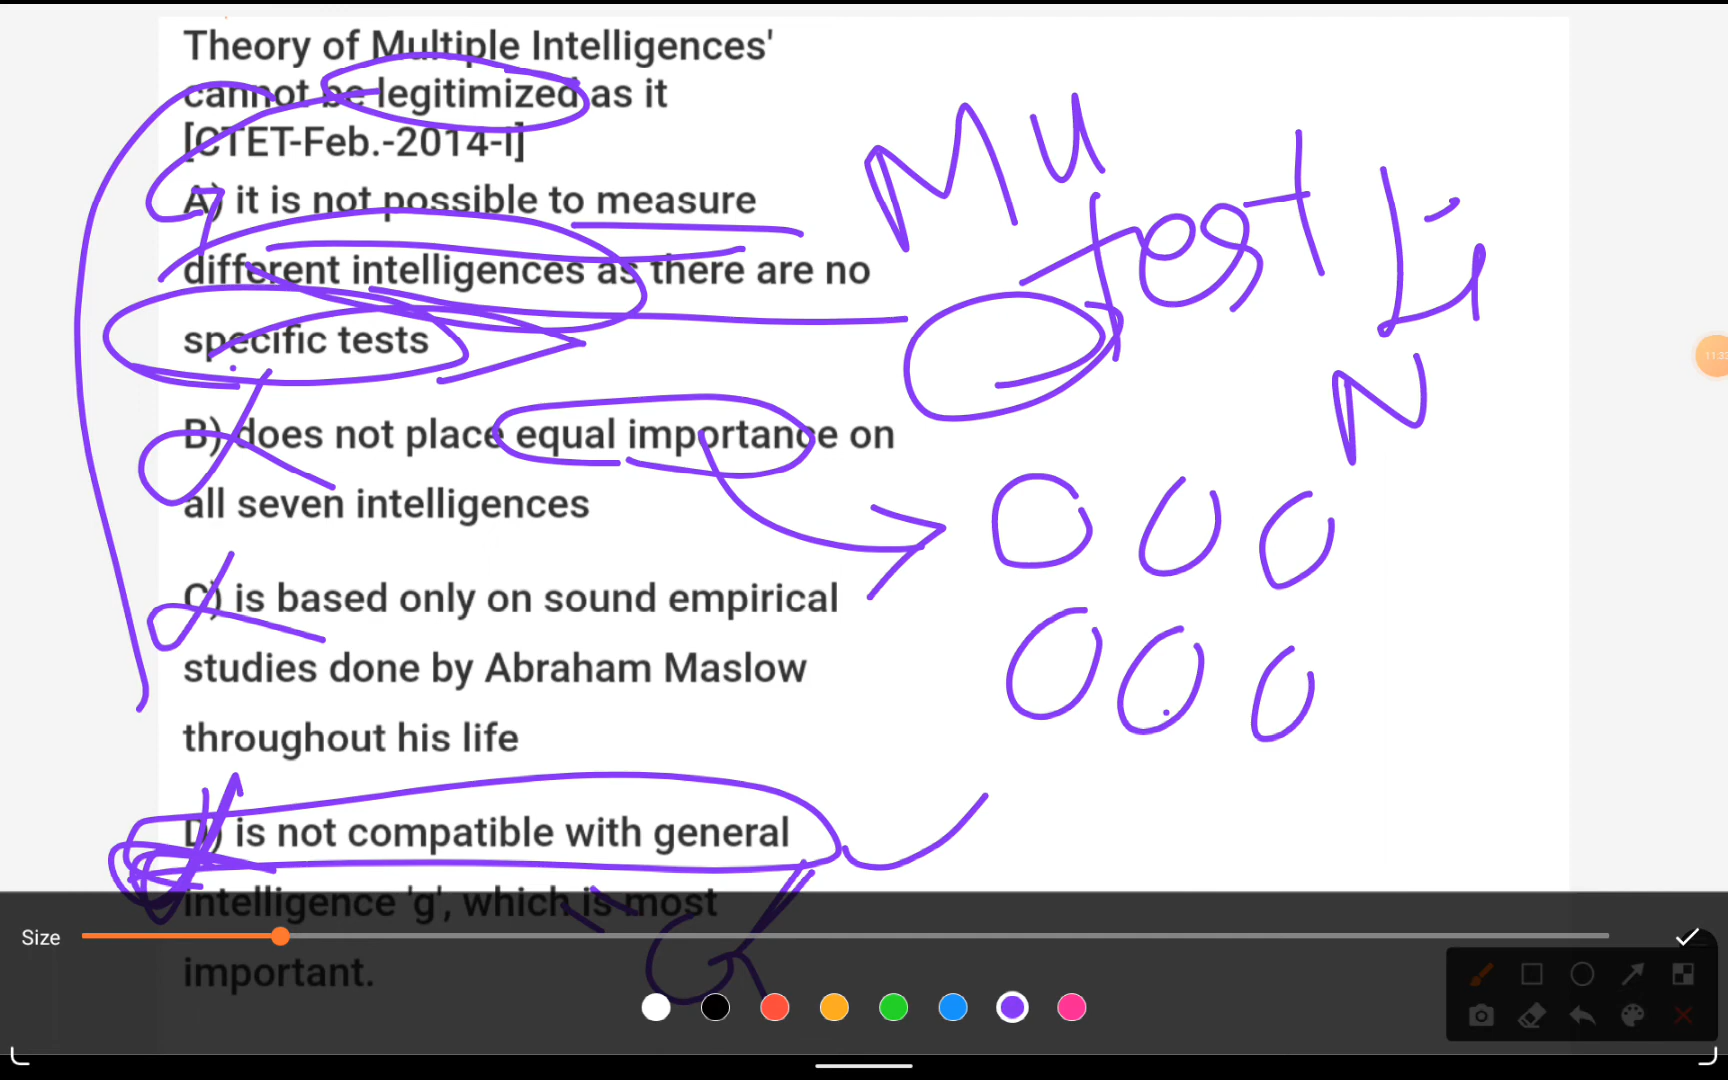 Theory of Multiple Intelligences'
cannot be legitimized as it
[CTET-Feb.-2014-I]
A) it is not possible to measure
different intelligences as there are no
specific tests
B) does not place equal importance on
all seven intelligences
C) is based only on sound empirical
studies done by Abraham Maslow
throughout his life
D) is not compatible with general
intelligence 'g', which is most
important.
Mu
Test
N
Size